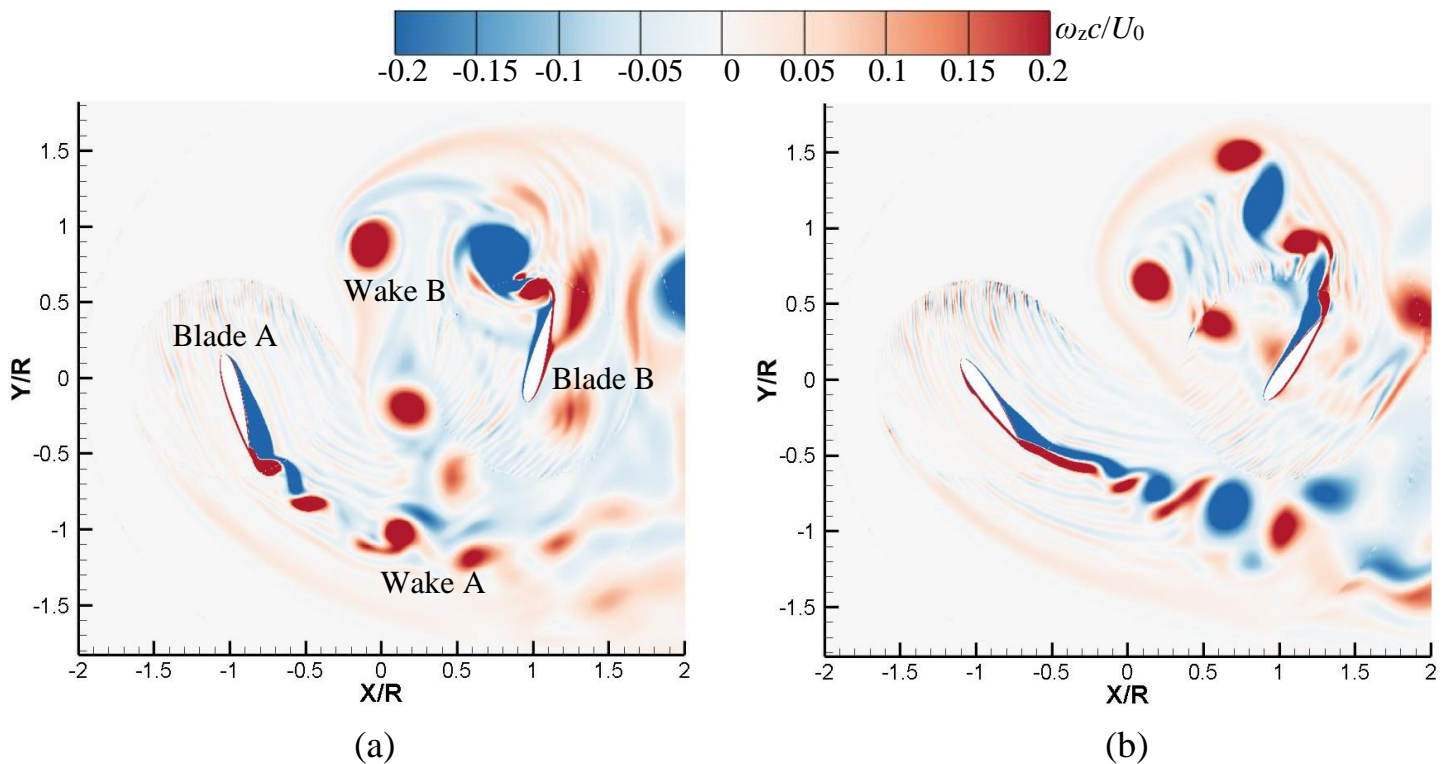 ωzc/U0
-0.2 -0.15 -0.1 -0.05 0 0.05 0.1 0.15 0.2
1.5
1
0.5
0
-0.5
-1
-1.5
Y/R
Wake B
Blade A
Blade B
Wake A
-2 -1.5 -1 -0.5 0 0.5 1 1.5 2
X/R
(a)
1.5
1
0.5
0
-0.5
-1
-1.5
Y/R
-2 -1.5 -1 -0.5 0 0.5 1 1.5 2
X/R
(b)